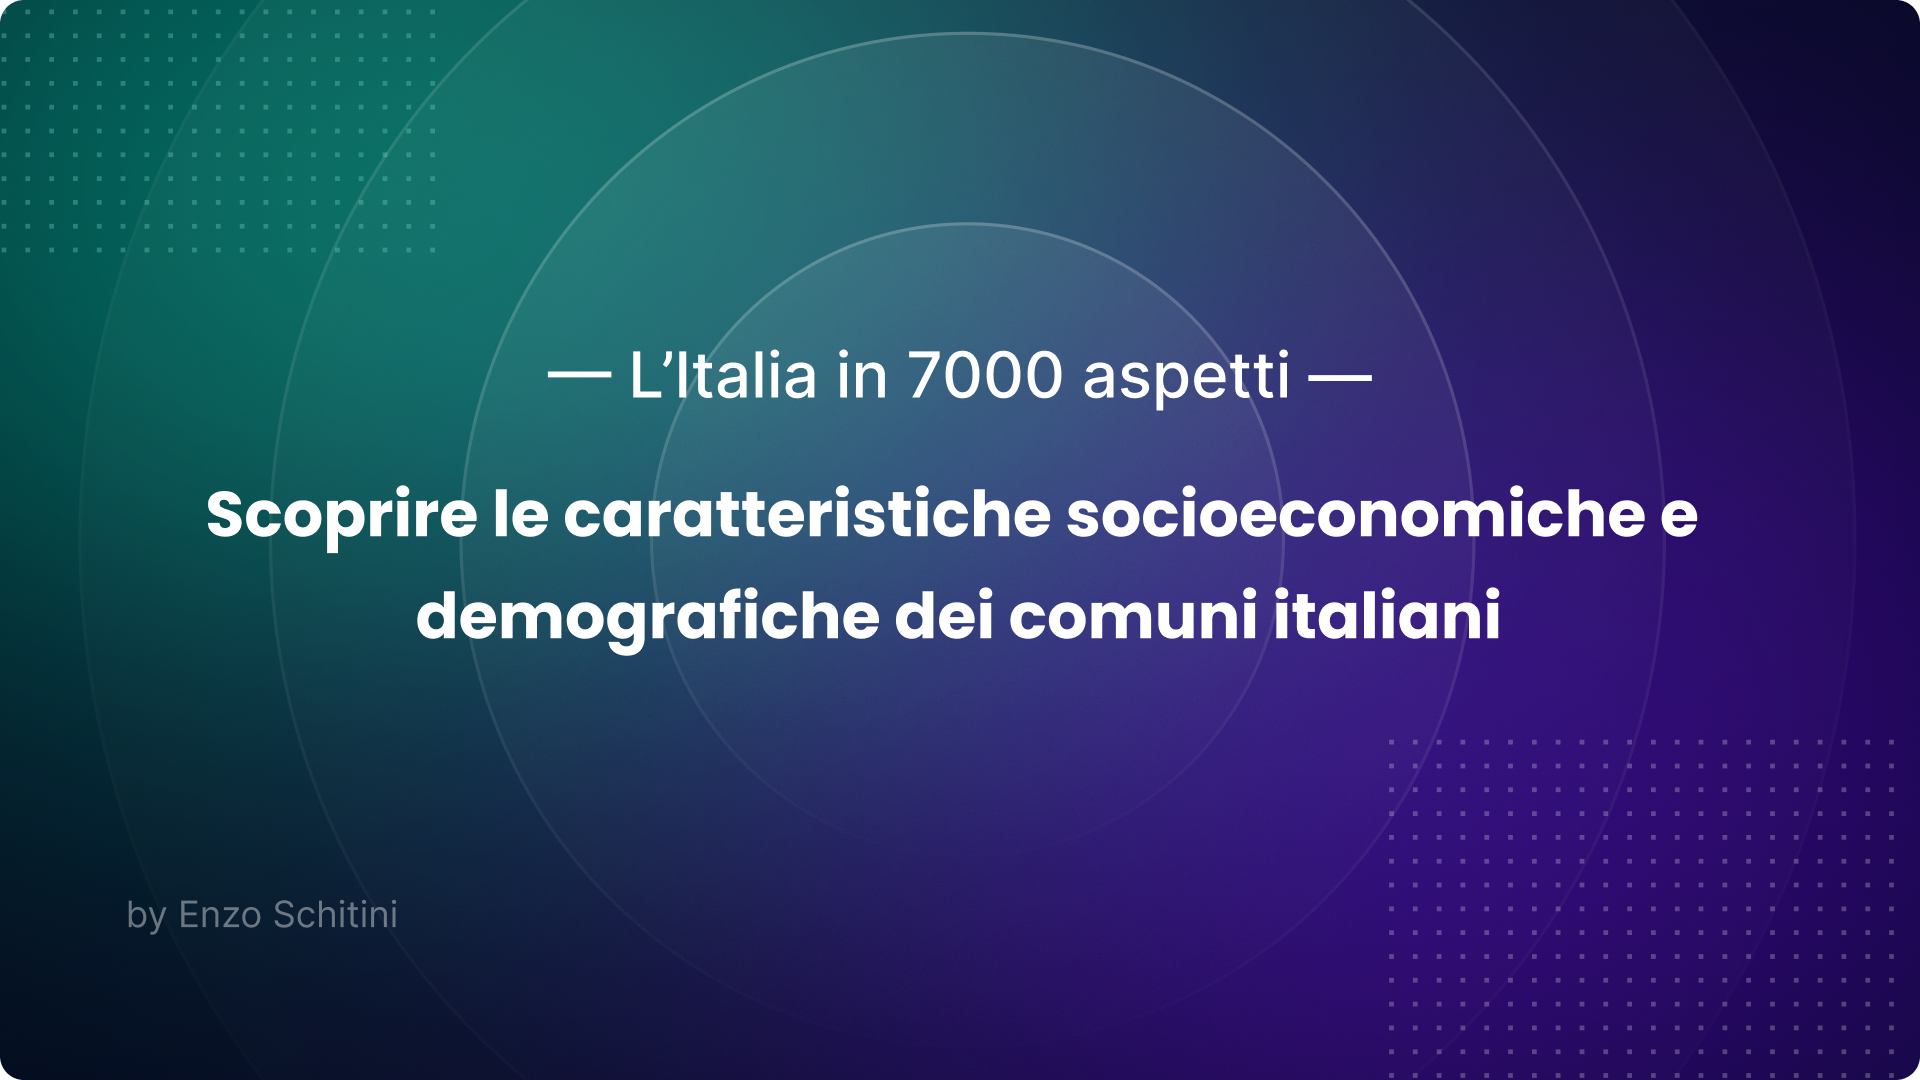 — L’Italia in 7000 aspetti —
Scoprire le caratteristiche socioeconomiche e
demografiche dei comuni italiani
by Enzo Schitini